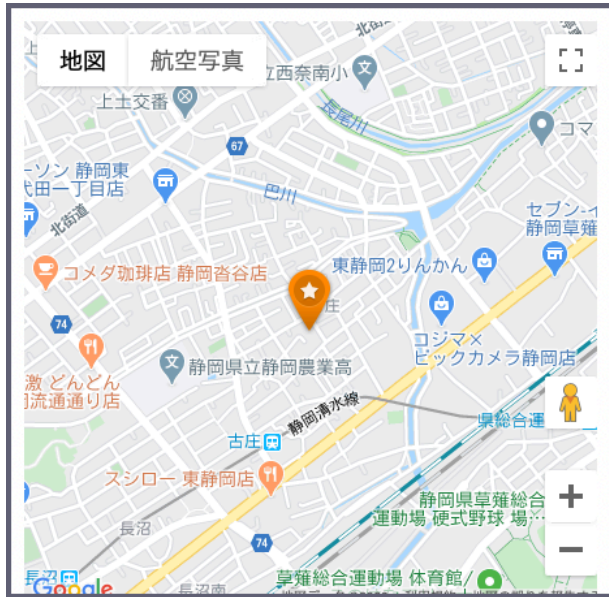 地図
航空写真
立西奈南小
上土交番
長尾川
コマ
67
ーソン 静岡東
代田一丁目店
北街道
巴川
セブン-イ
静岡草薙
コメダ珈琲店 静岡沓谷店
東静岡2りんかん
庄
74
コジマ×
ビックカメラ静岡店
静岡県立静岡農業高
激 どんどん
流通通り店
静岡清水線
県総合運
古庄
スシロー 東静岡店
静岡県草薙総合
運動場 硬式野球 場…
長沼
74
長沼
長沼南
草薙総合運動場 体育館/
Google